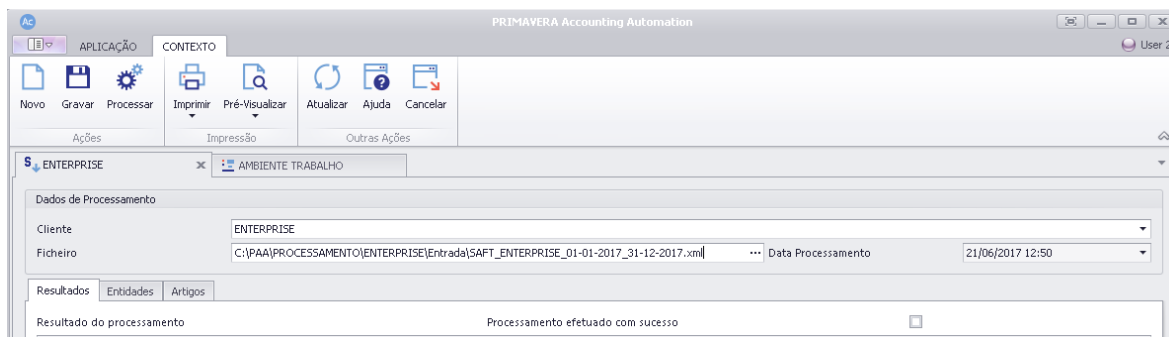 Ac PRIMAVERA Accounting Automation
APLICAÇÃO CONTEXTO User 2
Novo Gravar Processar Imprimir Pré-Visualizar Atualizar Ajuda Cancelar
Ações Impressão Outras Ações
S ENTERPRISE AMBIENTE TRABALHO
Dados de Processamento
Cliente ENTERPRISE
Ficheiro C:\PAA\PROCESSAMENTO\ENTERPRISE\Entrada\SAFT_ENTERPRISE_01-01-2017_31-12-2017.xml ... Data Processamento 21/06/2017 12:50
Resultados Entidades Artigos
Resultado do processamento Processamento efetuado com sucesso